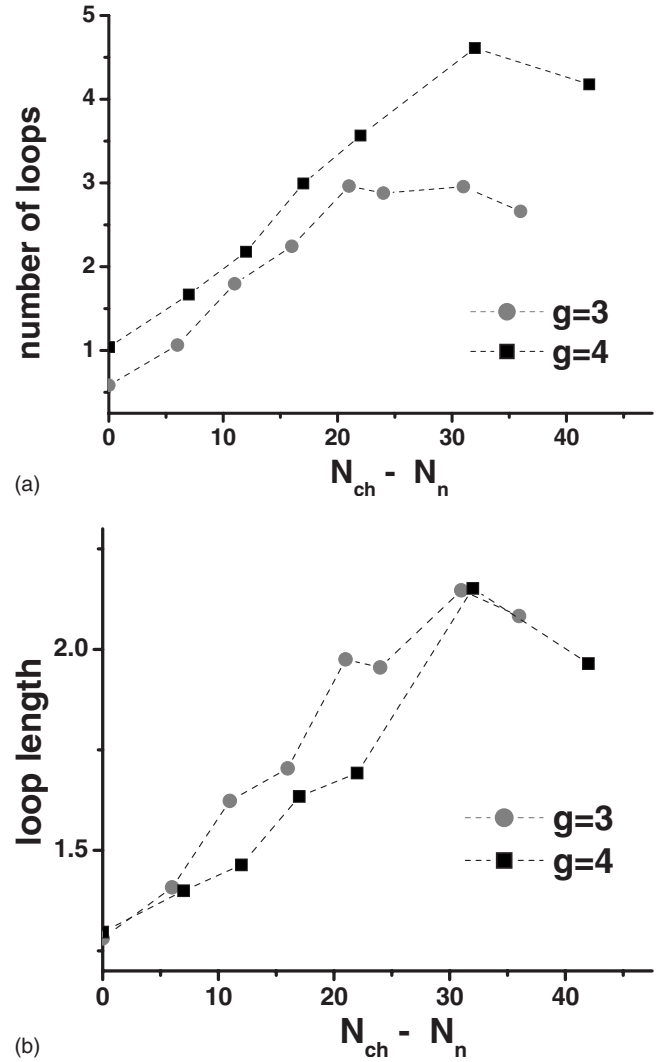 5
4
3
2
1
number of loops
g=3
g=4
0 10 20 30 40
N_ch - N_n
(a)
2.0
1.5
loop length
g=3
g=4
0 10 20 30 40
N_ch - N_n
(b)